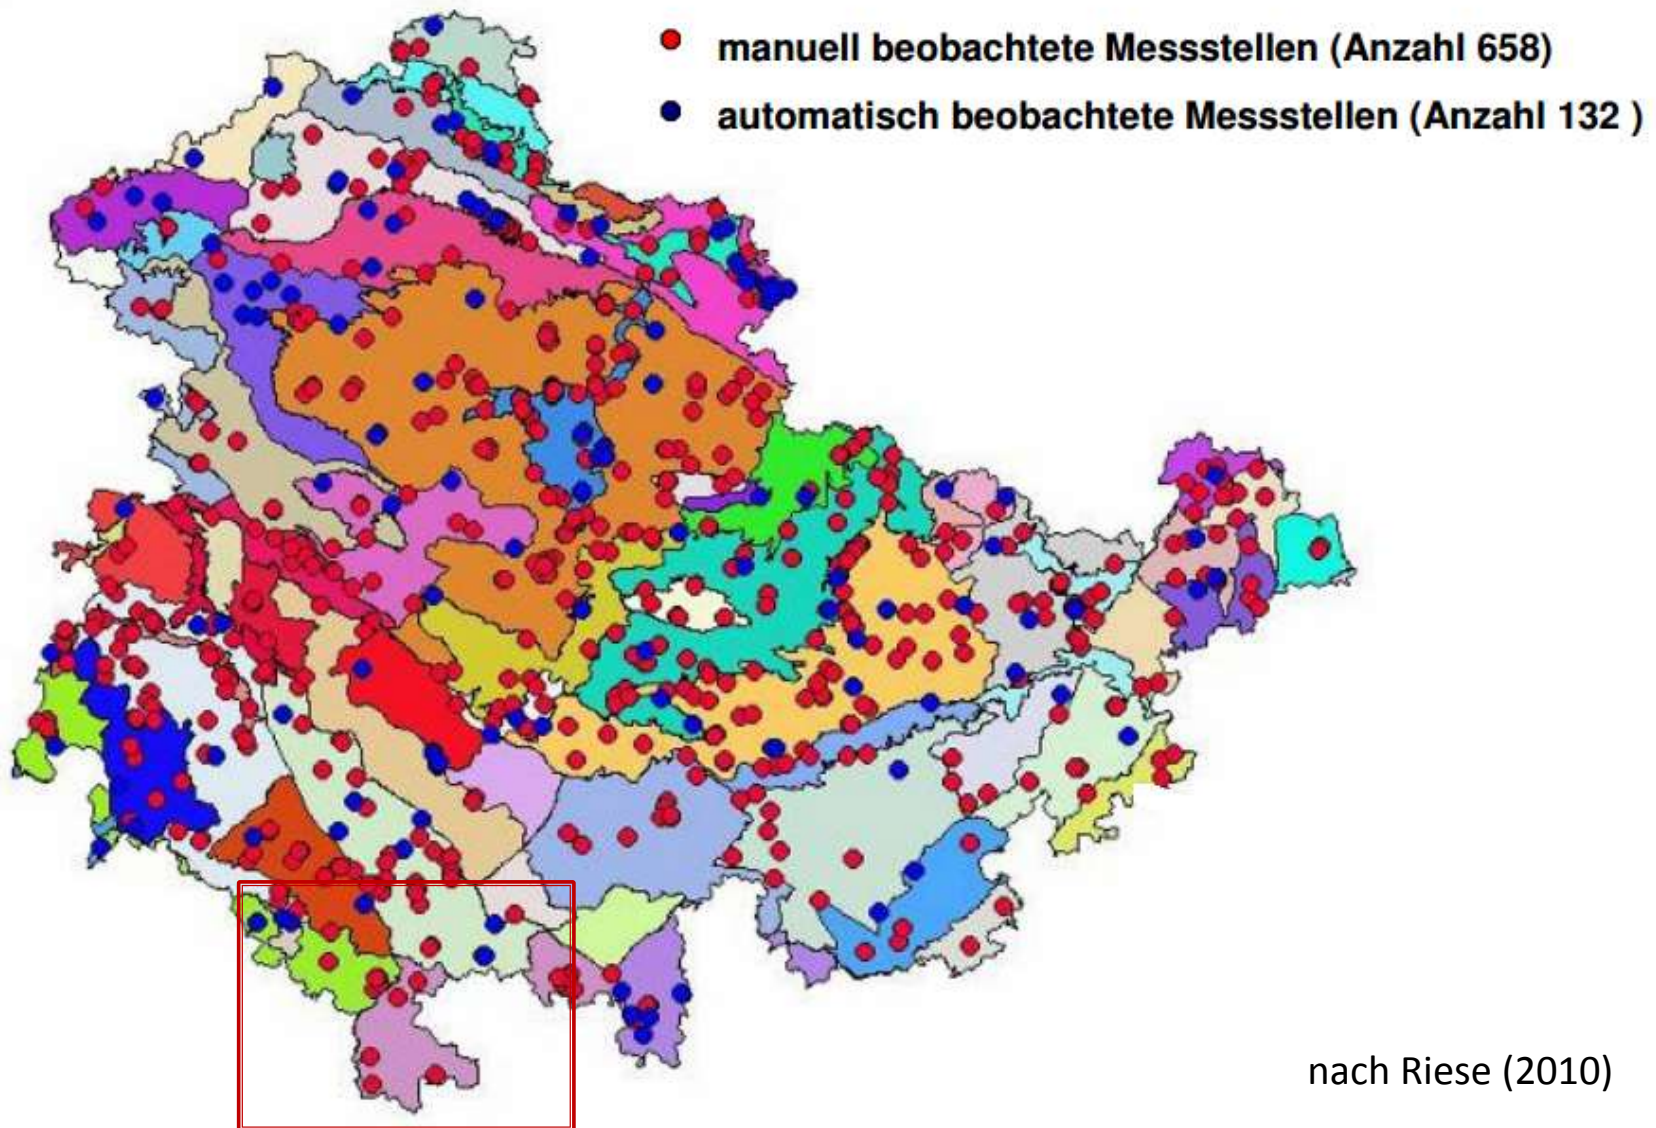 manuell beobachtete Messstellen (Anzahl 658)
automatisch beobachtete Messstellen (Anzahl 132 )
nach Riese (2010)